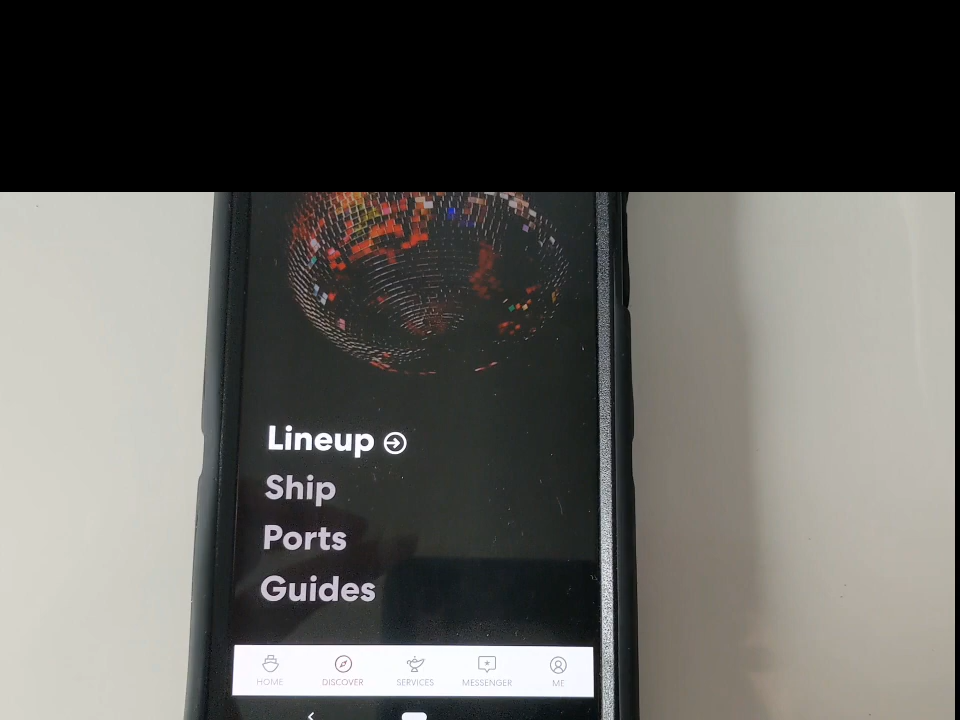 Lineup
Ship
Ports
Guides
HOME DISCOVER SERVICES MESSENGER ME